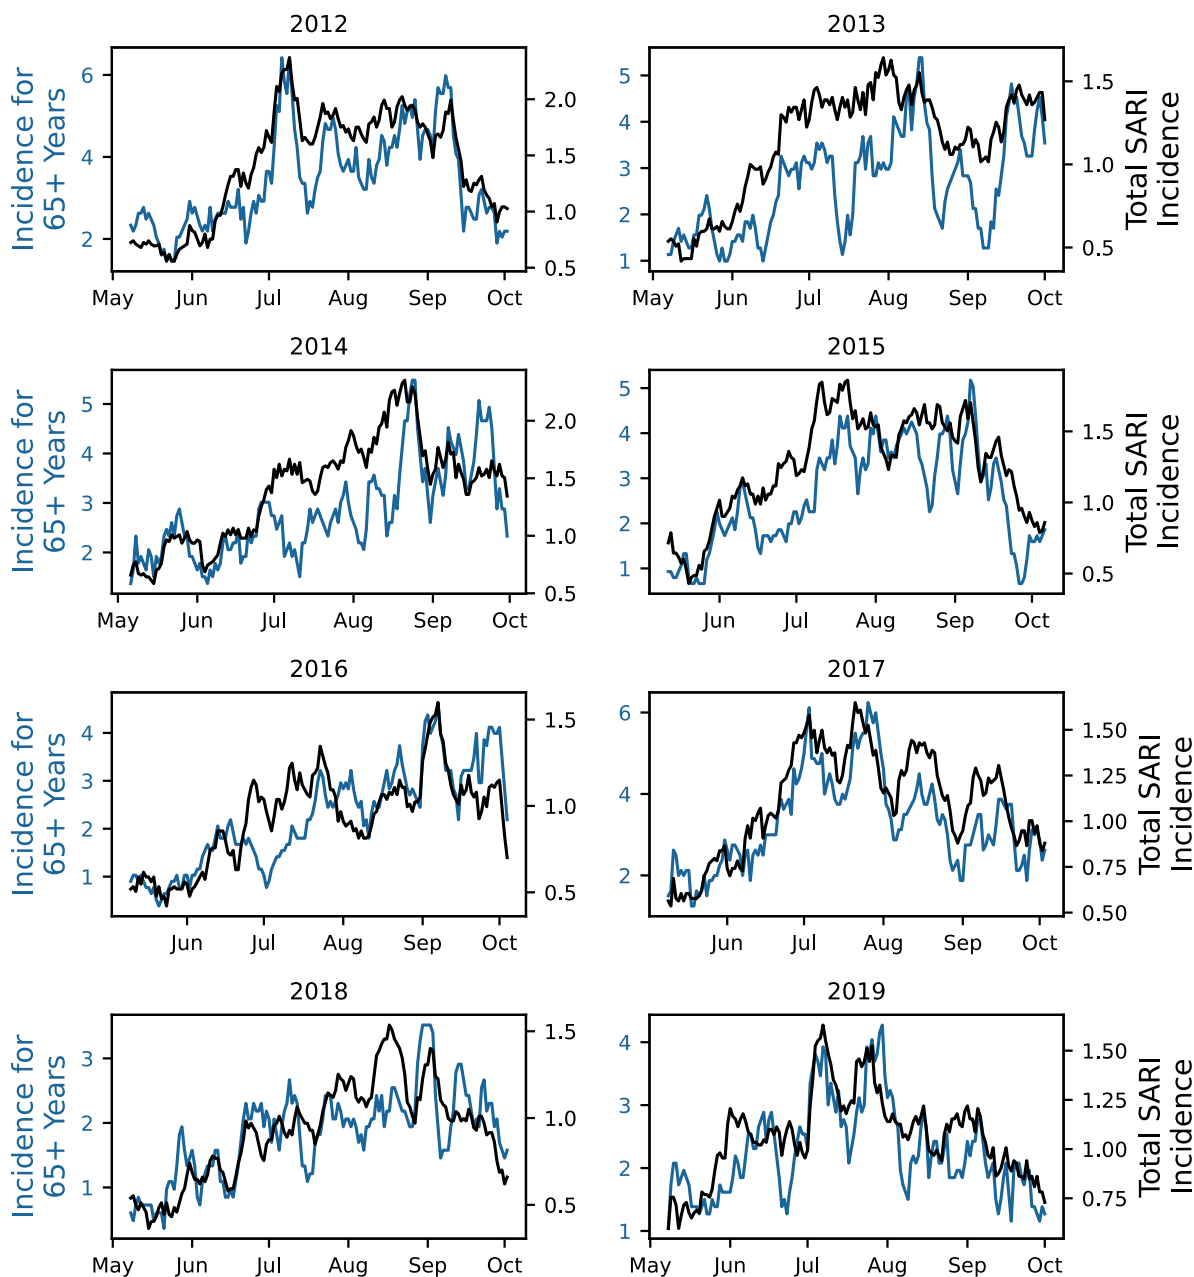 2012
2013
Incidence for
65+ Years
6
4
2
2.0
1.5
1.0
0.5
May Jun Jul Aug Sep Oct
5
4
3
2
1
1.5
1.0
0.5
Total SARI
Incidence
May Jun Jul Aug Sep Oct
2014
2015
Incidence for
65+ Years
5
4
3
2
2.0
1.5
1.0
0.5
May Jun Jul Aug Sep Oct
5
4
3
2
1
1.5
1.0
0.5
Total SARI
Incidence
Jun Jul Aug Sep Oct
2016
2017
Incidence for
65+ Years
4
3
2
1
1.5
1.0
0.5
Jun Jul Aug Sep Oct
6
4
2
1.50
1.25
1.00
0.75
0.50
Total SARI
Incidence
Jun Jul Aug Sep Oct
2018
2019
Incidence for
65+ Years
3
2
1
1.5
1.0
0.5
May Jun Jul Aug Sep Oct
4
3
2
1
1.50
1.25
1.00
0.75
Total SARI
Incidence
May Jun Jul Aug Sep Oct